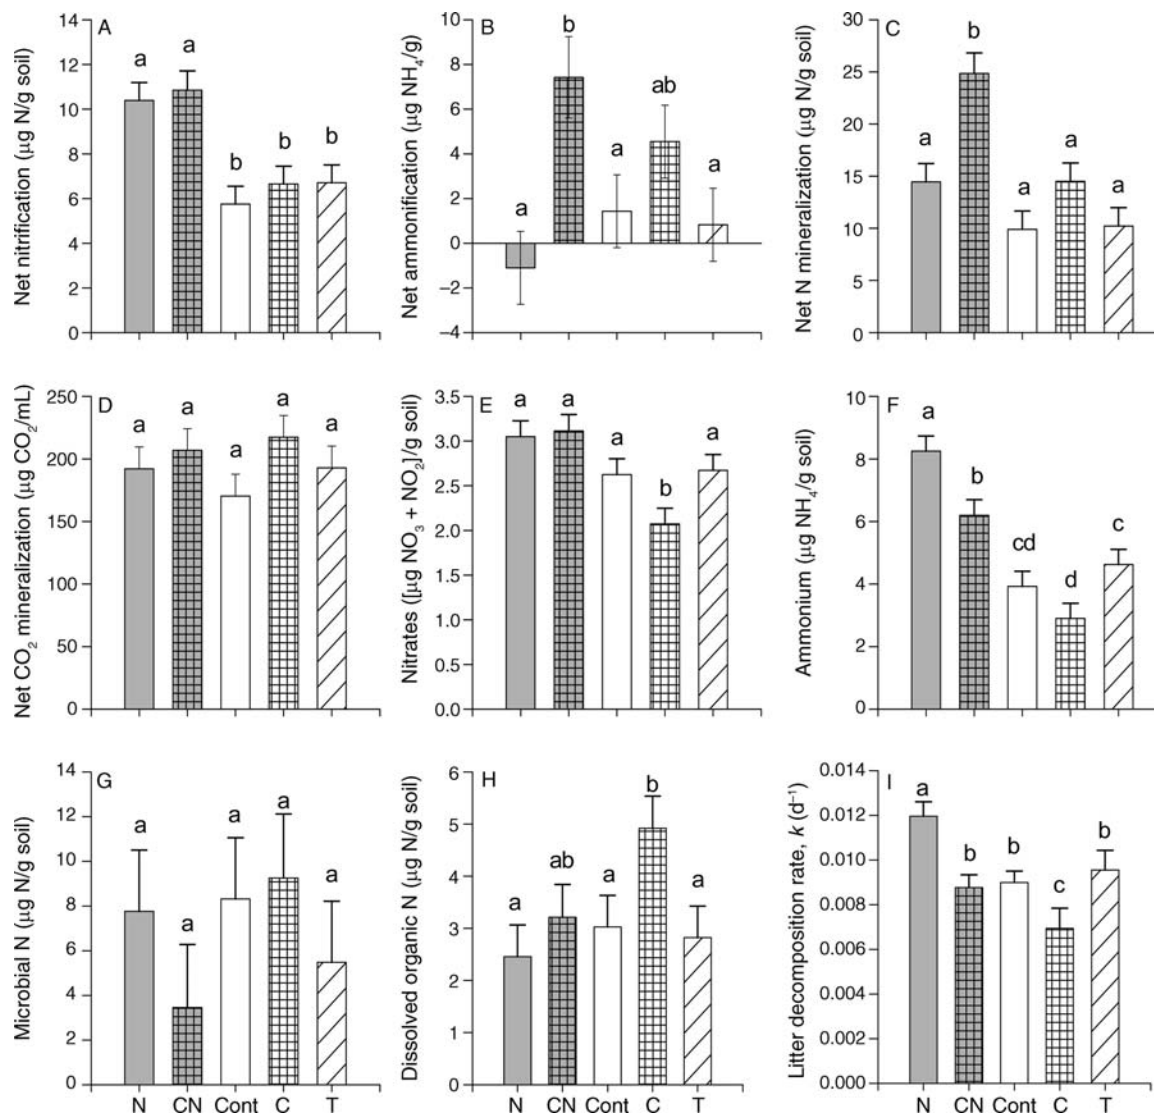 A
Net nitrification (μg N/g soil)
14
12
10
8
6
4
2
0
a
a
b
b
b
B
Net ammonification (μg NH4/g)
10
8
6
4
2
0
–2
–4
a
b
a
ab
a
C
Net N mineralization (μg N/g soil)
30
25
20
15
10
5
0
a
b
a
a
a
D
Net CO2 mineralization (μg CO2/mL)
250
200
150
100
50
0
a
a
a
a
a
E
Nitrates ([μg NO3 + NO2]/g soil)
3.5
3.0
2.5
2.0
1.5
1.0
0.5
0.0
a
a
a
b
a
F
Ammonium (μg NH4/g soil)
10
8
6
4
2
0
a
b
cd
d
c
G
Microbial N (μg N/g soil)
14
12
10
8
6
4
2
0
a
a
a
a
a
N CN Cont C T
H
Dissolved organic N (μg N/g soil)
6
5
4
3
2
1
0
a
ab
a
b
a
N CN Cont C T
I
Litter decomposition rate, k (d–1)
0.014
0.012
0.010
0.008
0.006
0.004
0.002
0.000
a
b
b
c
b
N CN Cont C T